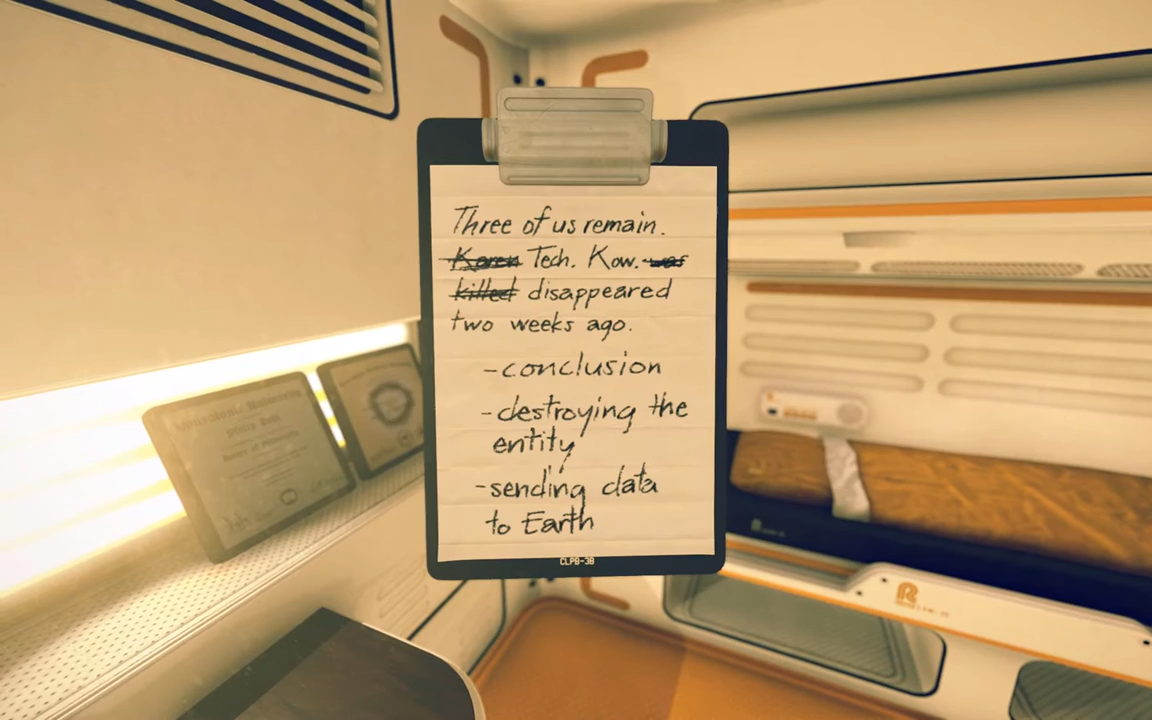 Three of us remain.
Karen Tech. Kow. was
killed disappeared
two weeks ago.
-conclusion
-destroying the
entity
-sending data
to Earth
CLPB-38